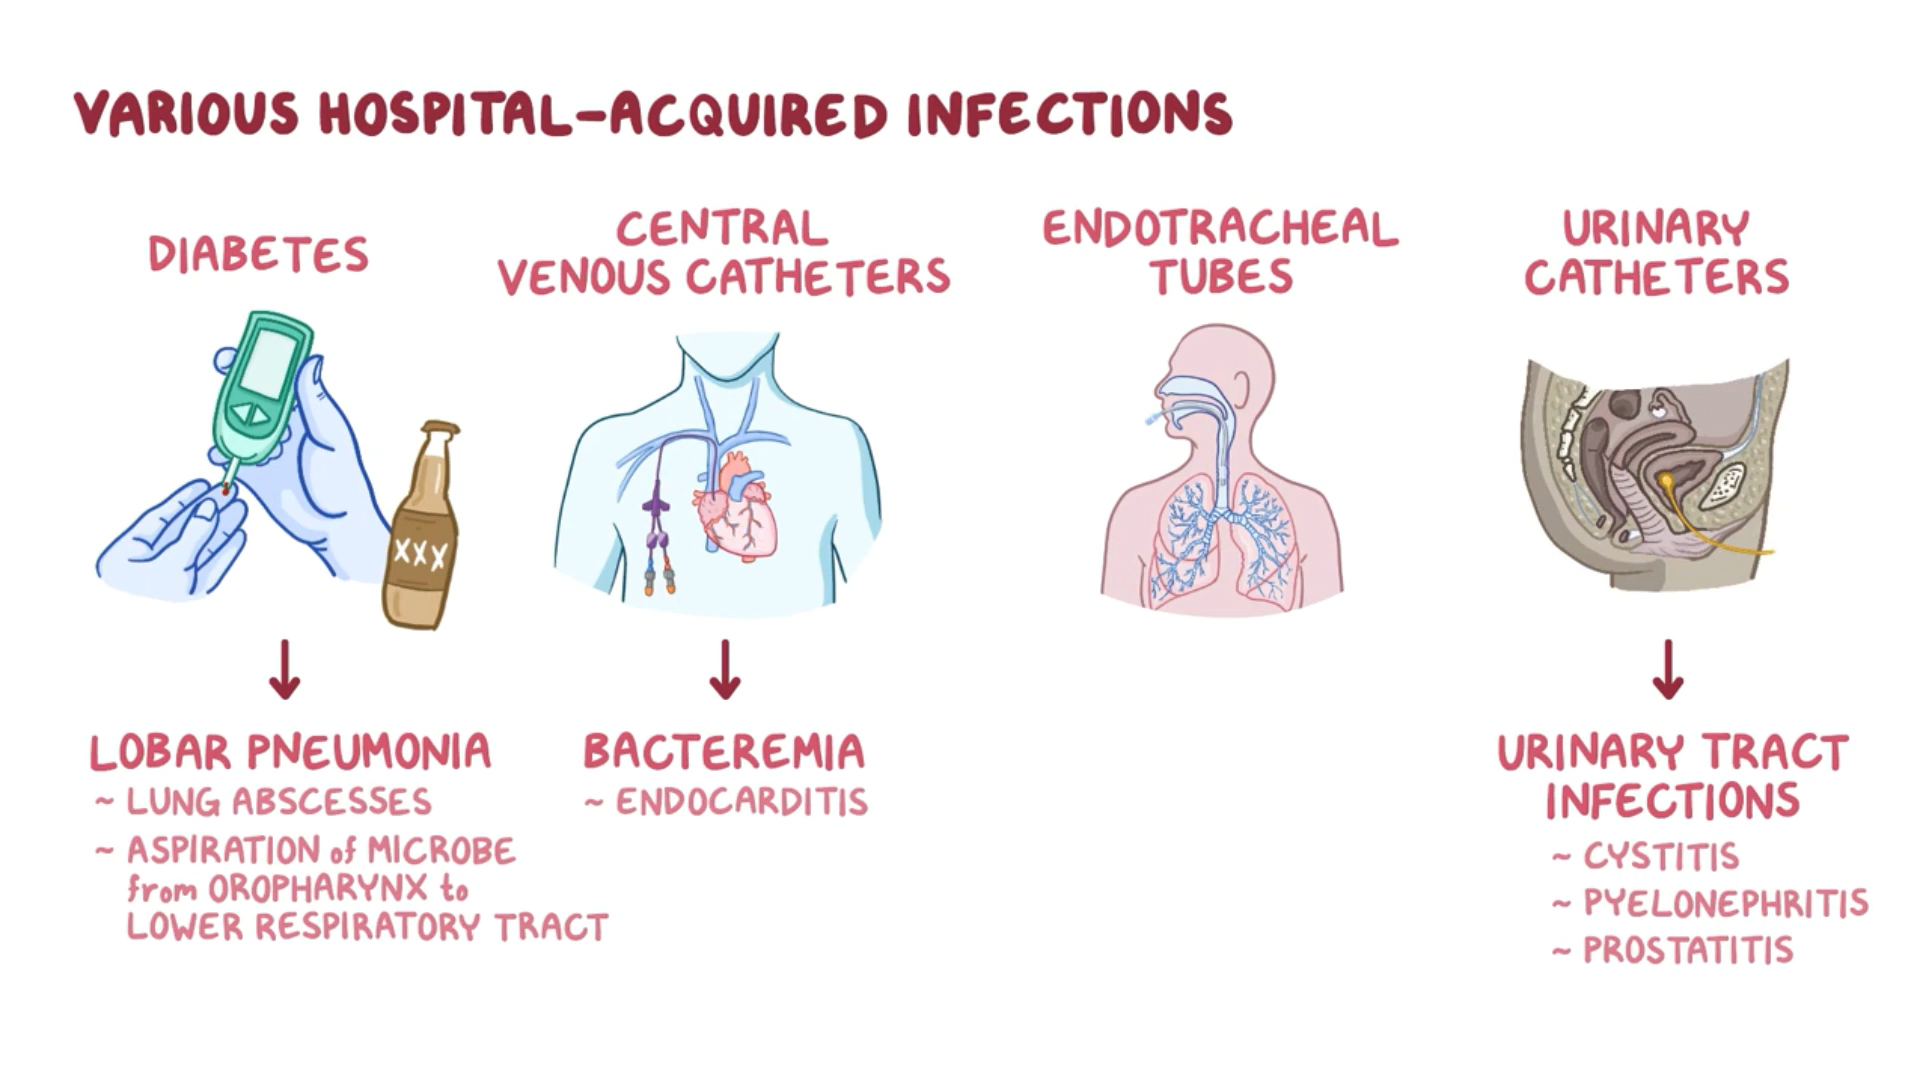 VARIOUS HOSPITAL-ACQUIRED INFECTIONS
DIABETES
XXX
LOBAR PNEUMONIA
~ LUNG ABSCESSES
~ ASPIRATION of MICROBE
from OROPHARYNX to
LOWER RESPIRATORY TRACT
CENTRAL
VENOUS CATHETERS
BACTEREMIA
~ ENDOCARDITIS
ENDOTRACHEAL
TUBES
URINARY
CATHETERS
URINARY TRACT
INFECTIONS
~ CYSTITIS
~ PYELONEPHRITIS
~ PROSTATITIS